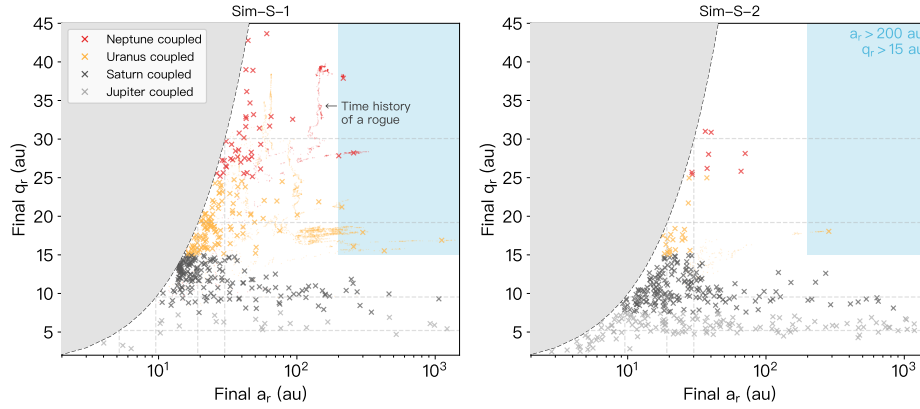 Sim-S-1
Sim-S-2
45
40
35
30
25
20
15
10
5
Final q_r (au)
Neptune coupled
Uranus coupled
Saturn coupled
Jupiter coupled
Time history
of a rogue
10^1
10^2
10^3
Final a_r (au)
45
40
35
30
25
20
15
10
5
Final q_r (au)
a_r > 200 au
q_r > 15 au
10^1
10^2
10^3
Final a_r (au)